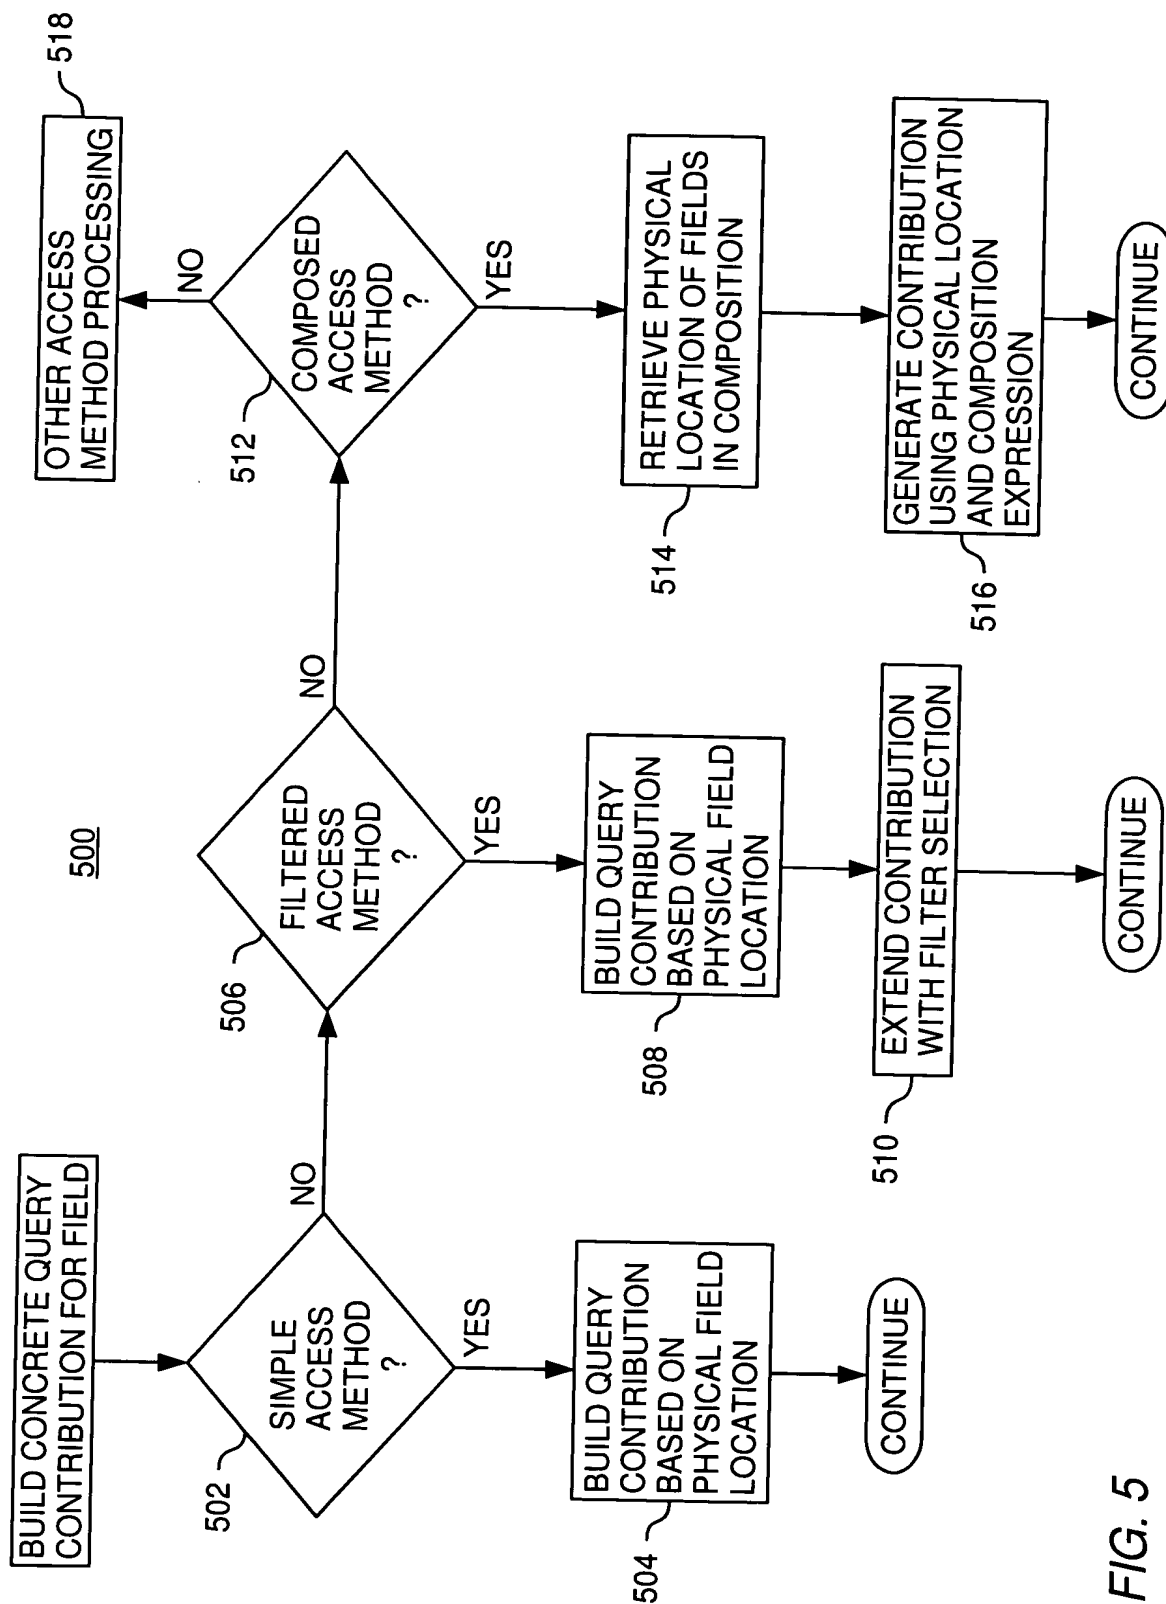 500
BUILD CONCRETE QUERY
CONTRIBUTION FOR FIELD
502
SIMPLE
ACCESS
METHOD
?
NO
YES
504
BUILD QUERY
CONTRIBUTION
BASED ON
PHYSICAL FIELD
LOCATION
CONTINUE
506
FILTERED
ACCESS
METHOD
?
NO
YES
508
BUILD QUERY
CONTRIBUTION
BASED ON
PHYSICAL FIELD
LOCATION
510
EXTEND CONTRIBUTION
WITH FILTER SELECTION
CONTINUE
512
COMPOSED
ACCESS
METHOD
?
NO
YES
518
OTHER ACCESS
METHOD PROCESSING
514
RETRIEVE PHYSICAL
LOCATION OF FIELDS
IN COMPOSITION
516
GENERATE CONTRIBUTION
USING PHYSICAL LOCATION
AND COMPOSITION
EXPRESSION
CONTINUE
FIG. 5